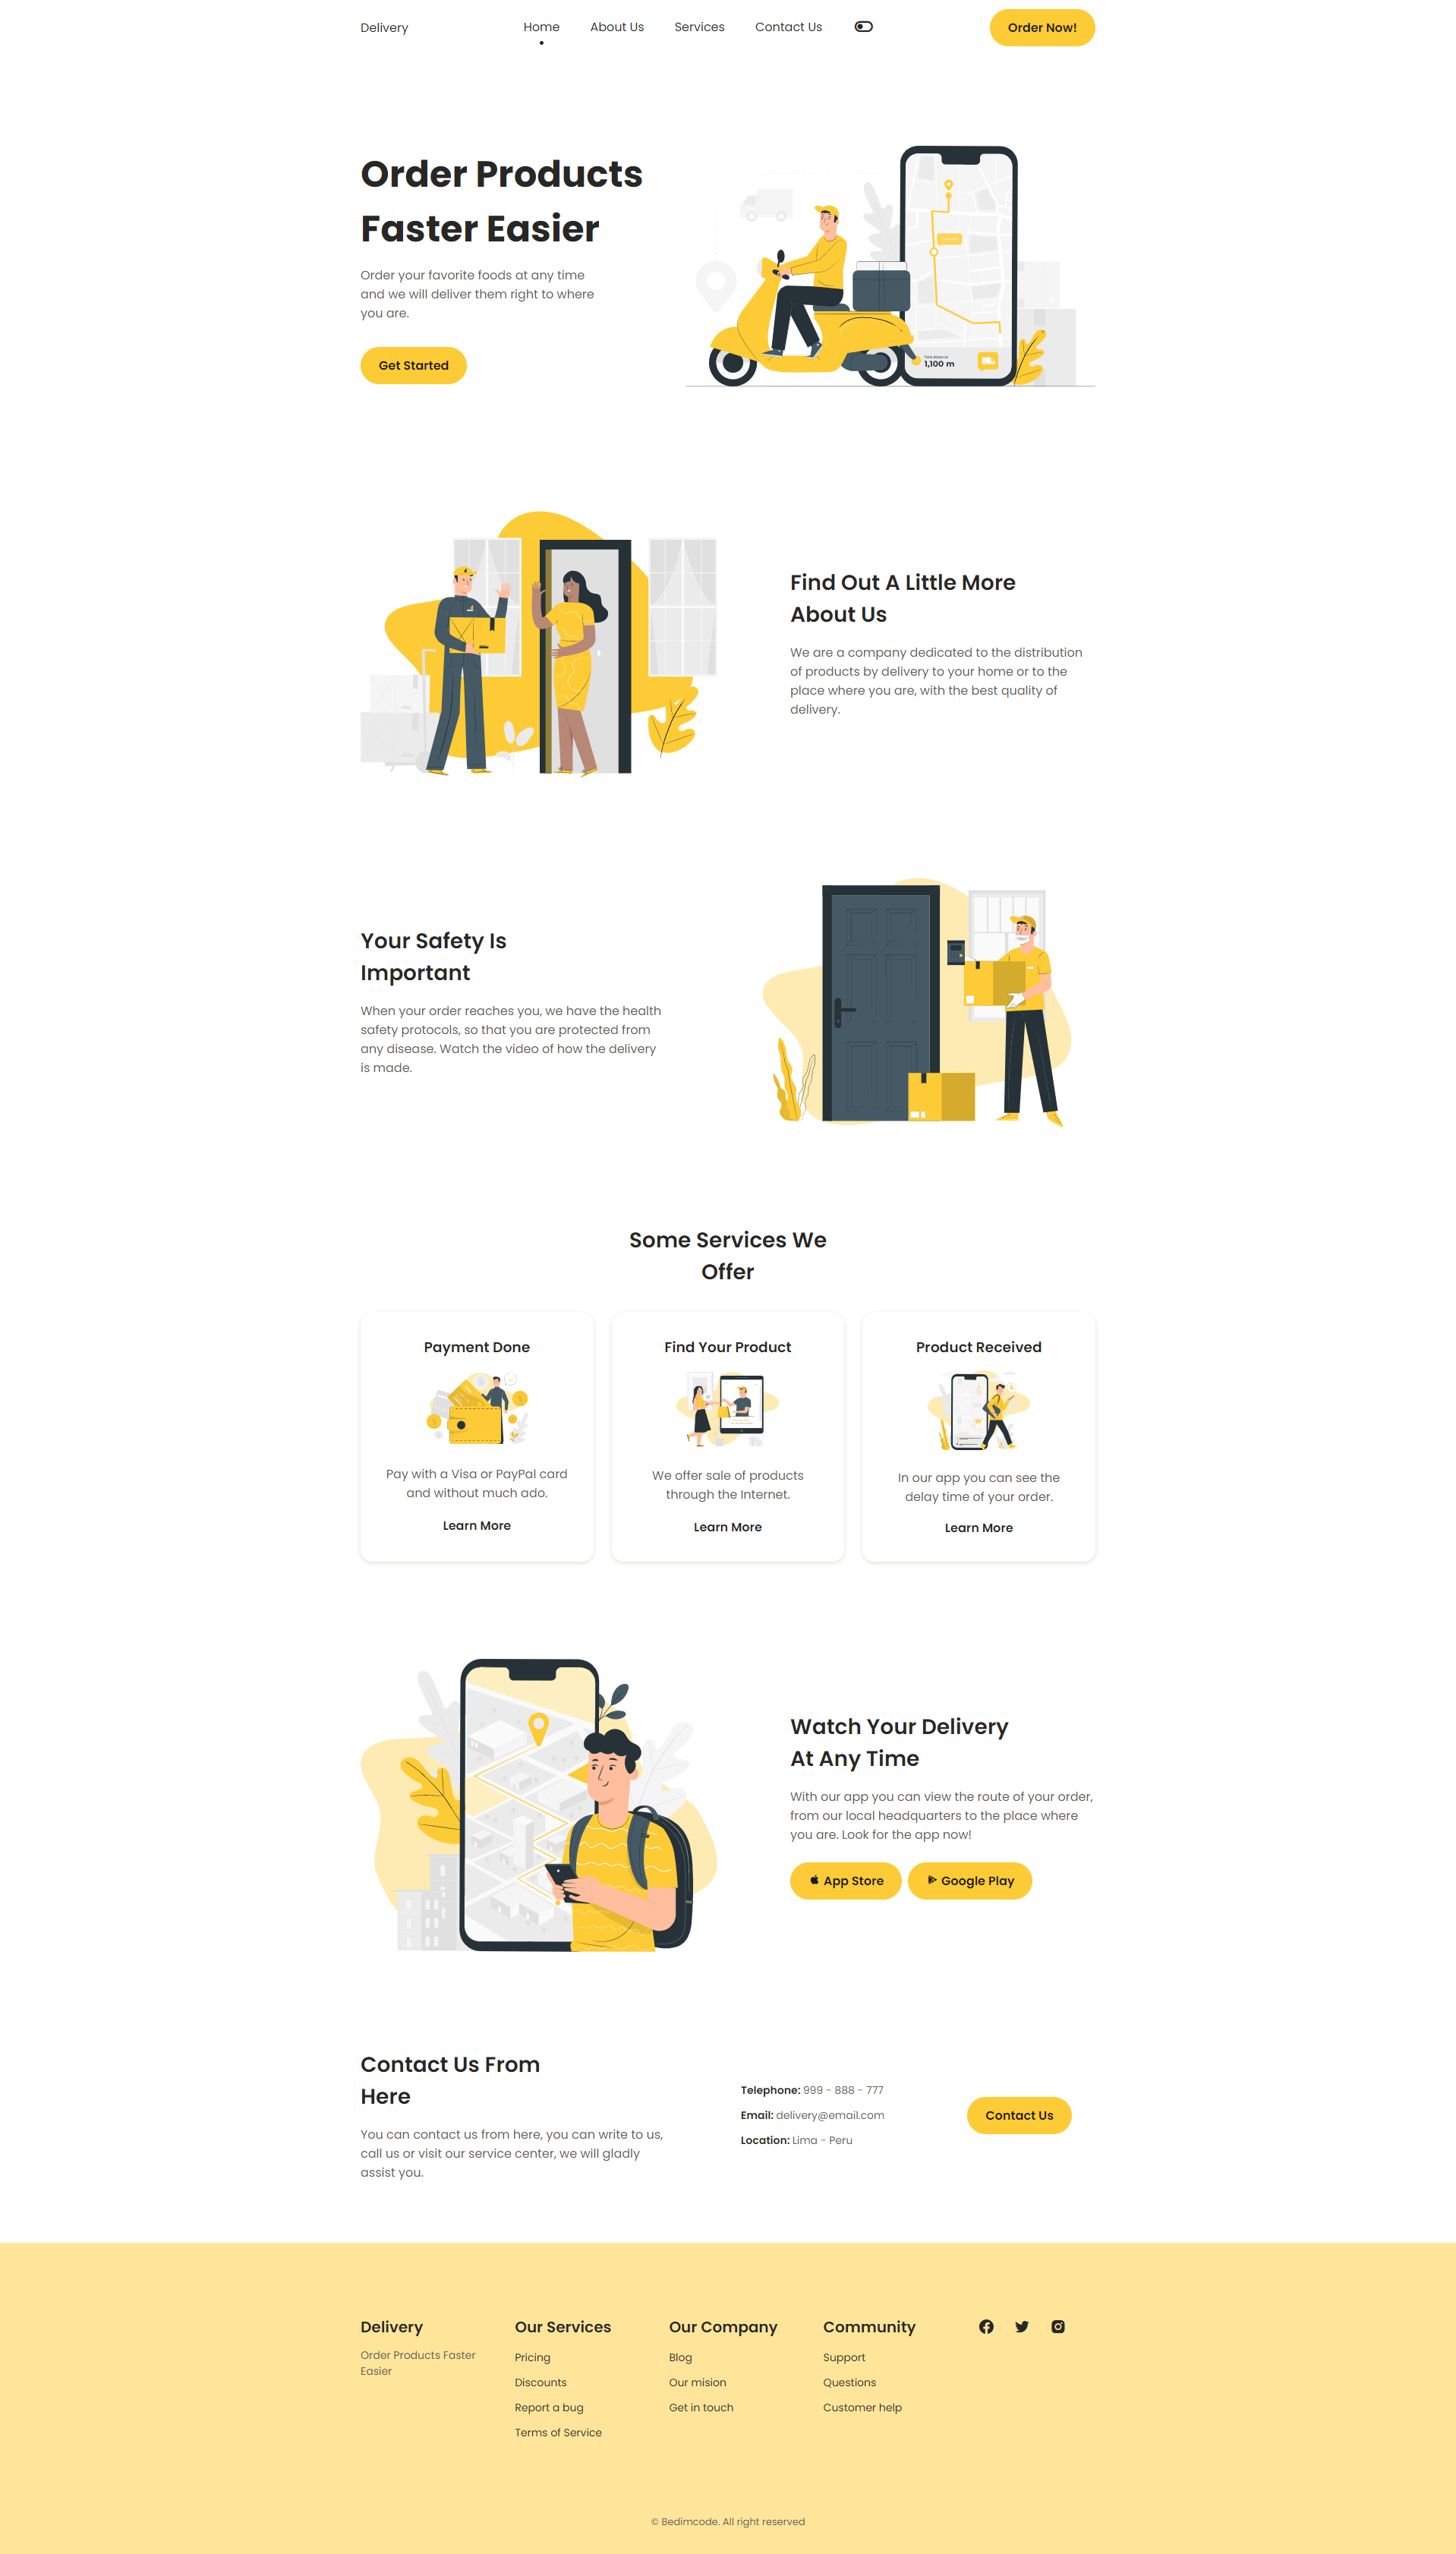 Delivery
Home
About Us
Services
Contact Us
Order Now!
Order Products
Faster Easier
Order your favorite foods at any time
and we will deliver them right to where
you are.
Get Started
1,100 m
Find Out A Little More
About Us
We are a company dedicated to the distribution
of products by delivery to your home or to the
place where you are, with the best quality of
delivery.
Your Safety Is
Important
When your order reaches you, we have the health
safety protocols, so that you are protected from
any disease. Watch the video of how the delivery
is made.
Some Services We
Offer
Payment Done
Pay with a Visa or PayPal card
and without much ado.
Learn More
Find Your Product
We offer sale of products
through the Internet.
Learn More
Product Received
In our app you can see the
delay time of your order.
Learn More
Watch Your Delivery
At Any Time
With our app you can view the route of your order,
from our local headquarters to the place where
you are. Look for the app now!
App Store
Google Play
Contact Us From
Here
You can contact us from here, you can write to us,
call us or visit our service center, we will gladly
assist you.
Telephone: 999 - 888 - 777
Email: delivery@email.com
Location: Lima - Peru
Contact Us
Delivery
Order Products Faster
Easier
Our Services
Pricing
Discounts
Report a bug
Terms of Service
Our Company
Blog
Our mision
Get in touch
Community
Support
Questions
Customer help
© Bedimcode. All right reserved